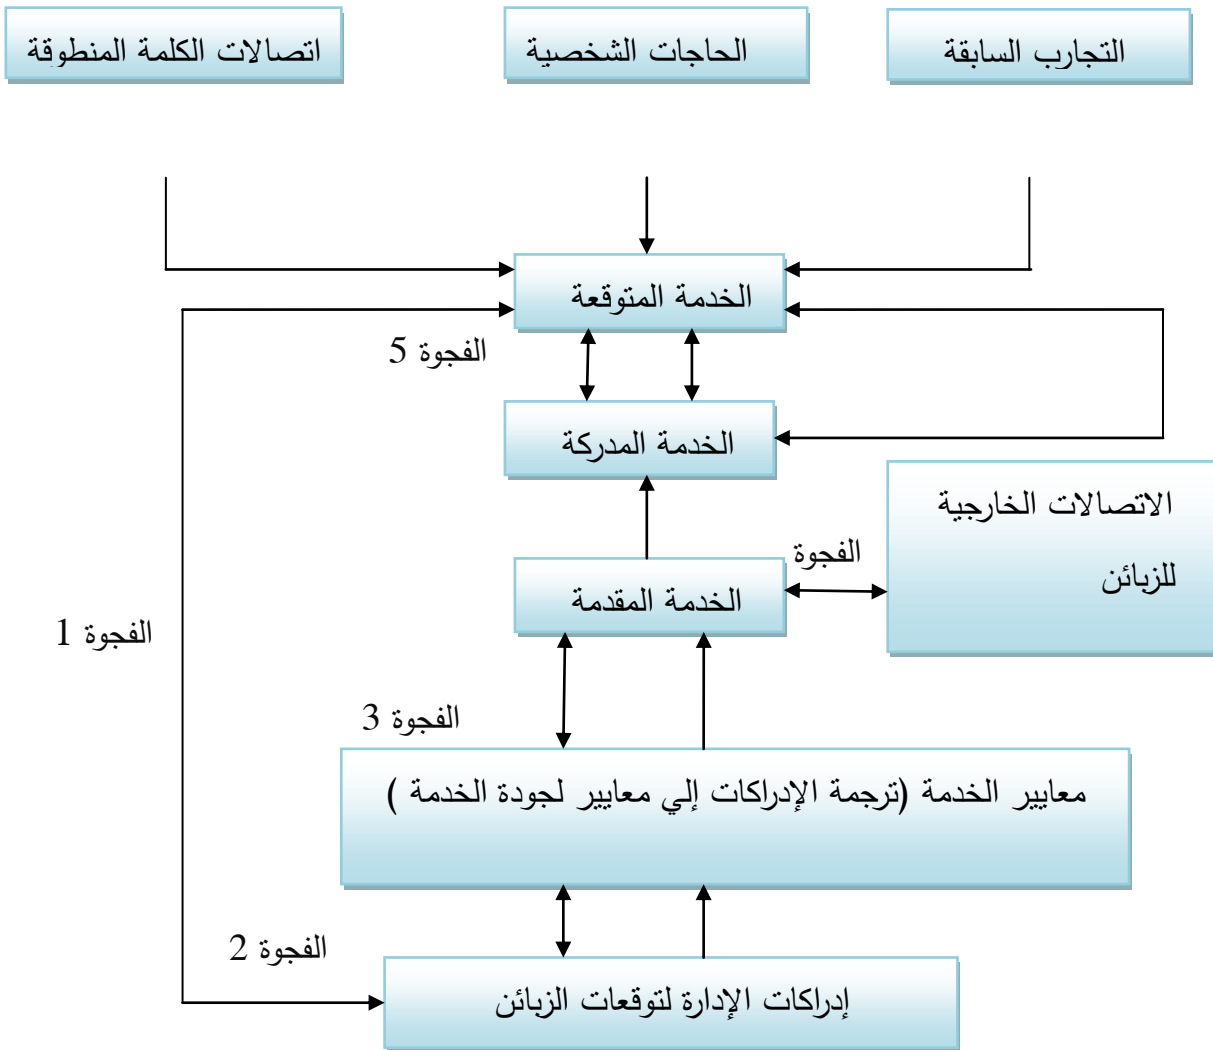 التجارب السابقة
الحاجات الشخصية
اتصالات الكلمة المنطوقة
الخدمة المتوقعة
الفجوة 5
الخدمة المدركة
الاتصالات الخارجية
للزبائن
الفجوة
الخدمة المقدمة
الفجوة 1
الفجوة 3
معايير الخدمة (ترجمة الإدراكات إلي معايير لجودة الخدمة )
الفجوة 2
إدراكات الإدارة لتوقعات الزبائن